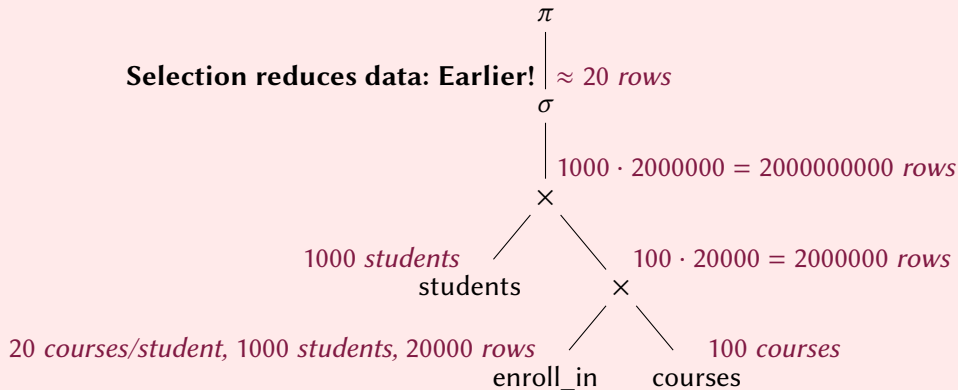 π
Selection reduces data: Earlier! ≈ 20 rows
σ
1000 · 2000000 = 2000000000 rows
×
1000 students
100 · 20000 = 2000000 rows
students
×
20 courses/student, 1000 students, 20000 rows
100 courses
enroll_in
courses